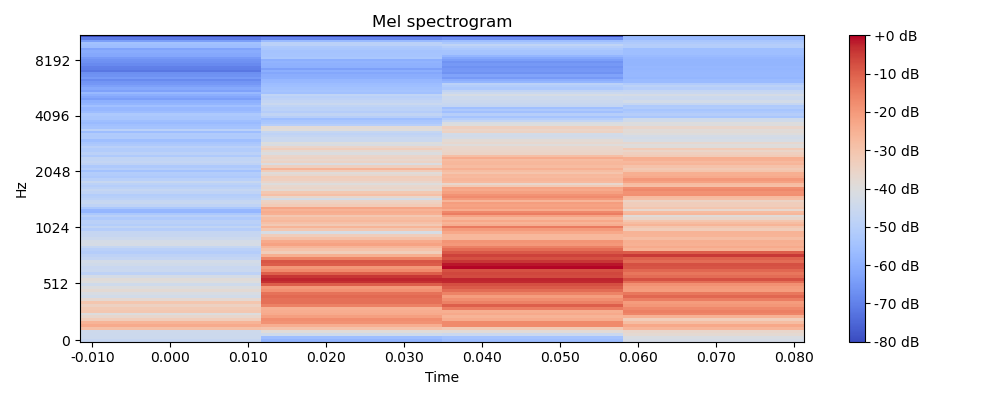 Mel spectrogram
Hz
8192
4096
2048
1024
512
0
-0.010 0.000 0.010 0.020 0.030 0.040 0.050 0.060 0.070 0.080
Time
+0 dB
-10 dB
-20 dB
-30 dB
-40 dB
-50 dB
-60 dB
-70 dB
-80 dB